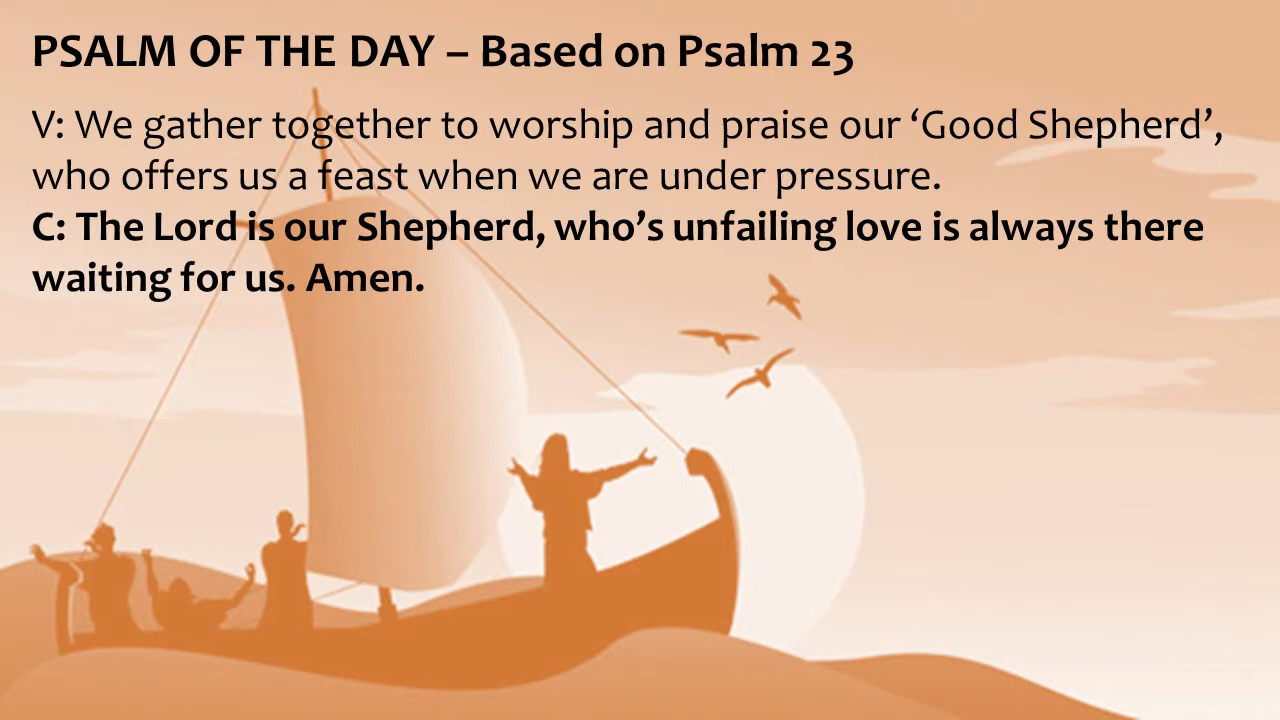 PSALM OF THE DAY – Based on Psalm 23
V: We gather together to worship and praise our ‘Good Shepherd’,
who offers us a feast when we are under pressure.
C: The Lord is our Shepherd, who’s unfailing love is always there
waiting for us. Amen.